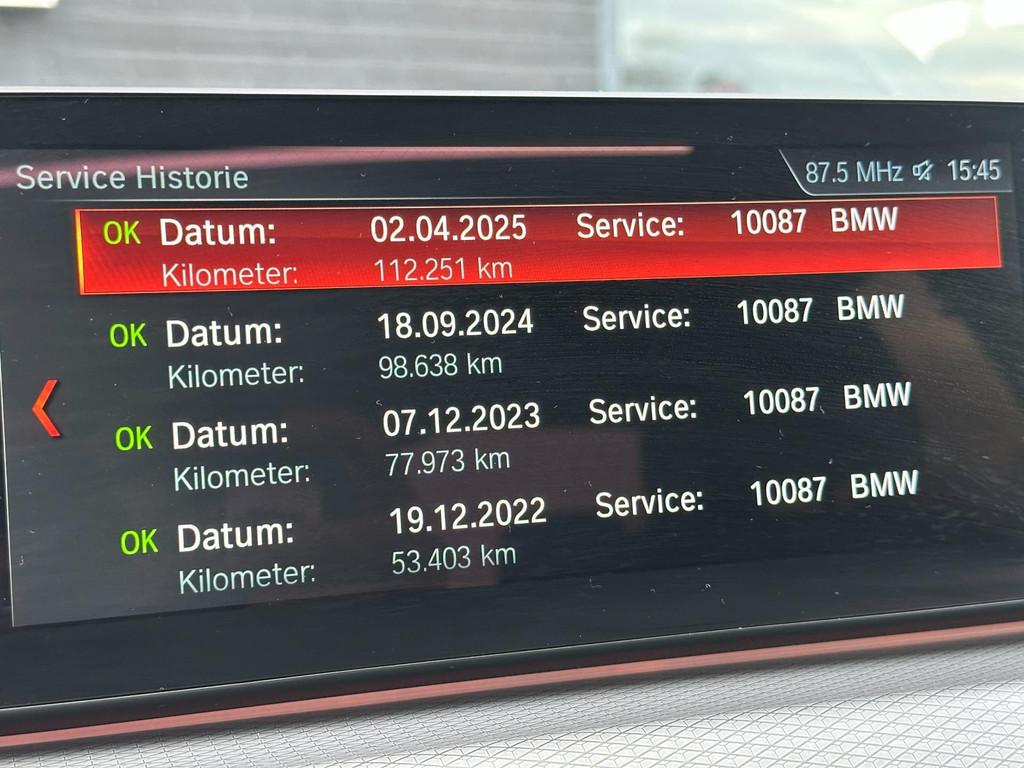 Service Historie 87.5 MHz 15:45
OK Datum: 02.04.2025 Service: 10087 BMW
Kilometer: 112.251 km
OK Datum: 18.09.2024 Service: 10087 BMW
Kilometer: 98.638 km
OK Datum: 07.12.2023 Service: 10087 BMW
Kilometer: 77.973 km
OK Datum: 19.12.2022 Service: 10087 BMW
Kilometer: 53.403 km